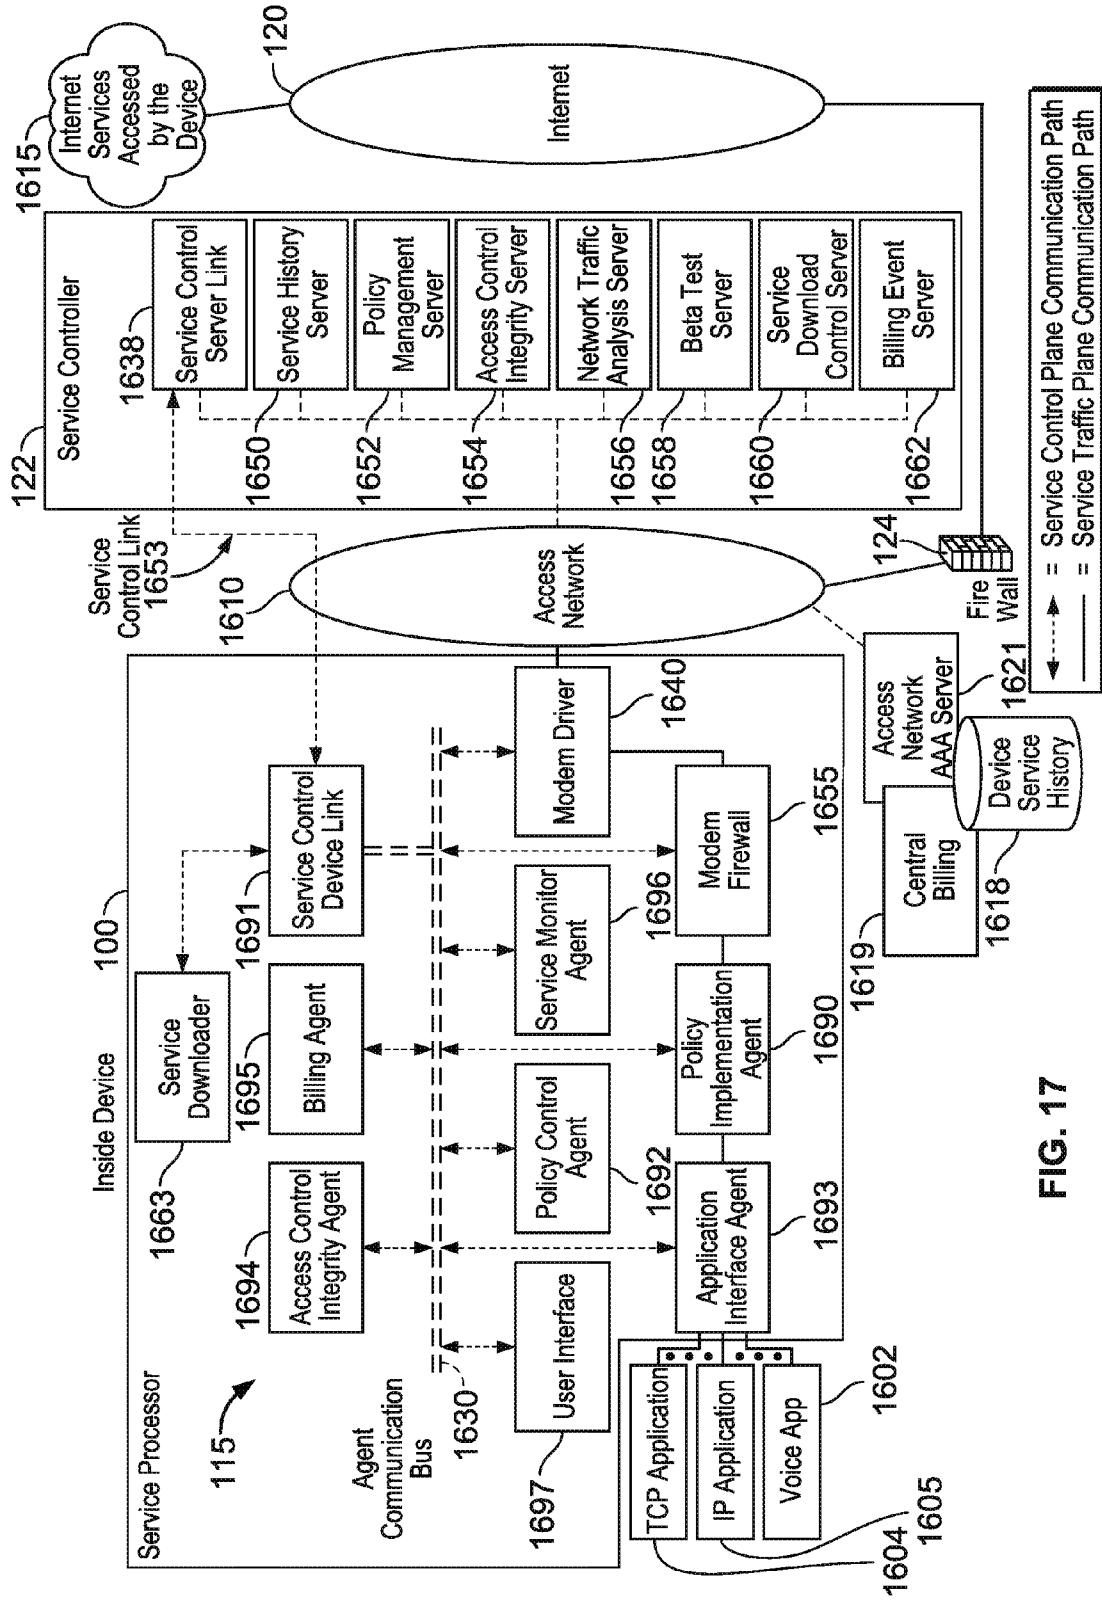 Inside Device
100
Service Processor
115
1663
Service
Downloader
1694
Access Control
Integrity Agent
1695
Billing Agent
1691
Service Control
Device Link
Agent
Communication
Bus
1630
User Interface
1697
Policy Control
Agent
1692
Service Monitor
Agent
1696
Modem Driver
1640
Application
Interface Agent
1693
Policy
Implementation
Agent
1690
Modem
Firewall
1655
TCP Application
IP Application
Voice App
1604
1605
1602
Service
Control Link
1653
1610
Access
Network
122
Service Controller
1638
Service Control
Server Link
1650
Service History
Server
1652
Policy
Management
Server
1654
Access Control
Integrity Server
1656
Network Traffic
Analysis Server
1658
Beta Test
Server
1660
Service
Download
Control Server
1662
Billing Event
Server
1615
Internet
Services
Accessed
by the
Device
120
Internet
124
Fire
Wall
1619
Central
Billing
1618
Device
Service
History
Access
Network
AAA Server
1621
= Service Control Plane Communication Path
= Service Traffic Plane Communication Path
FIG. 17